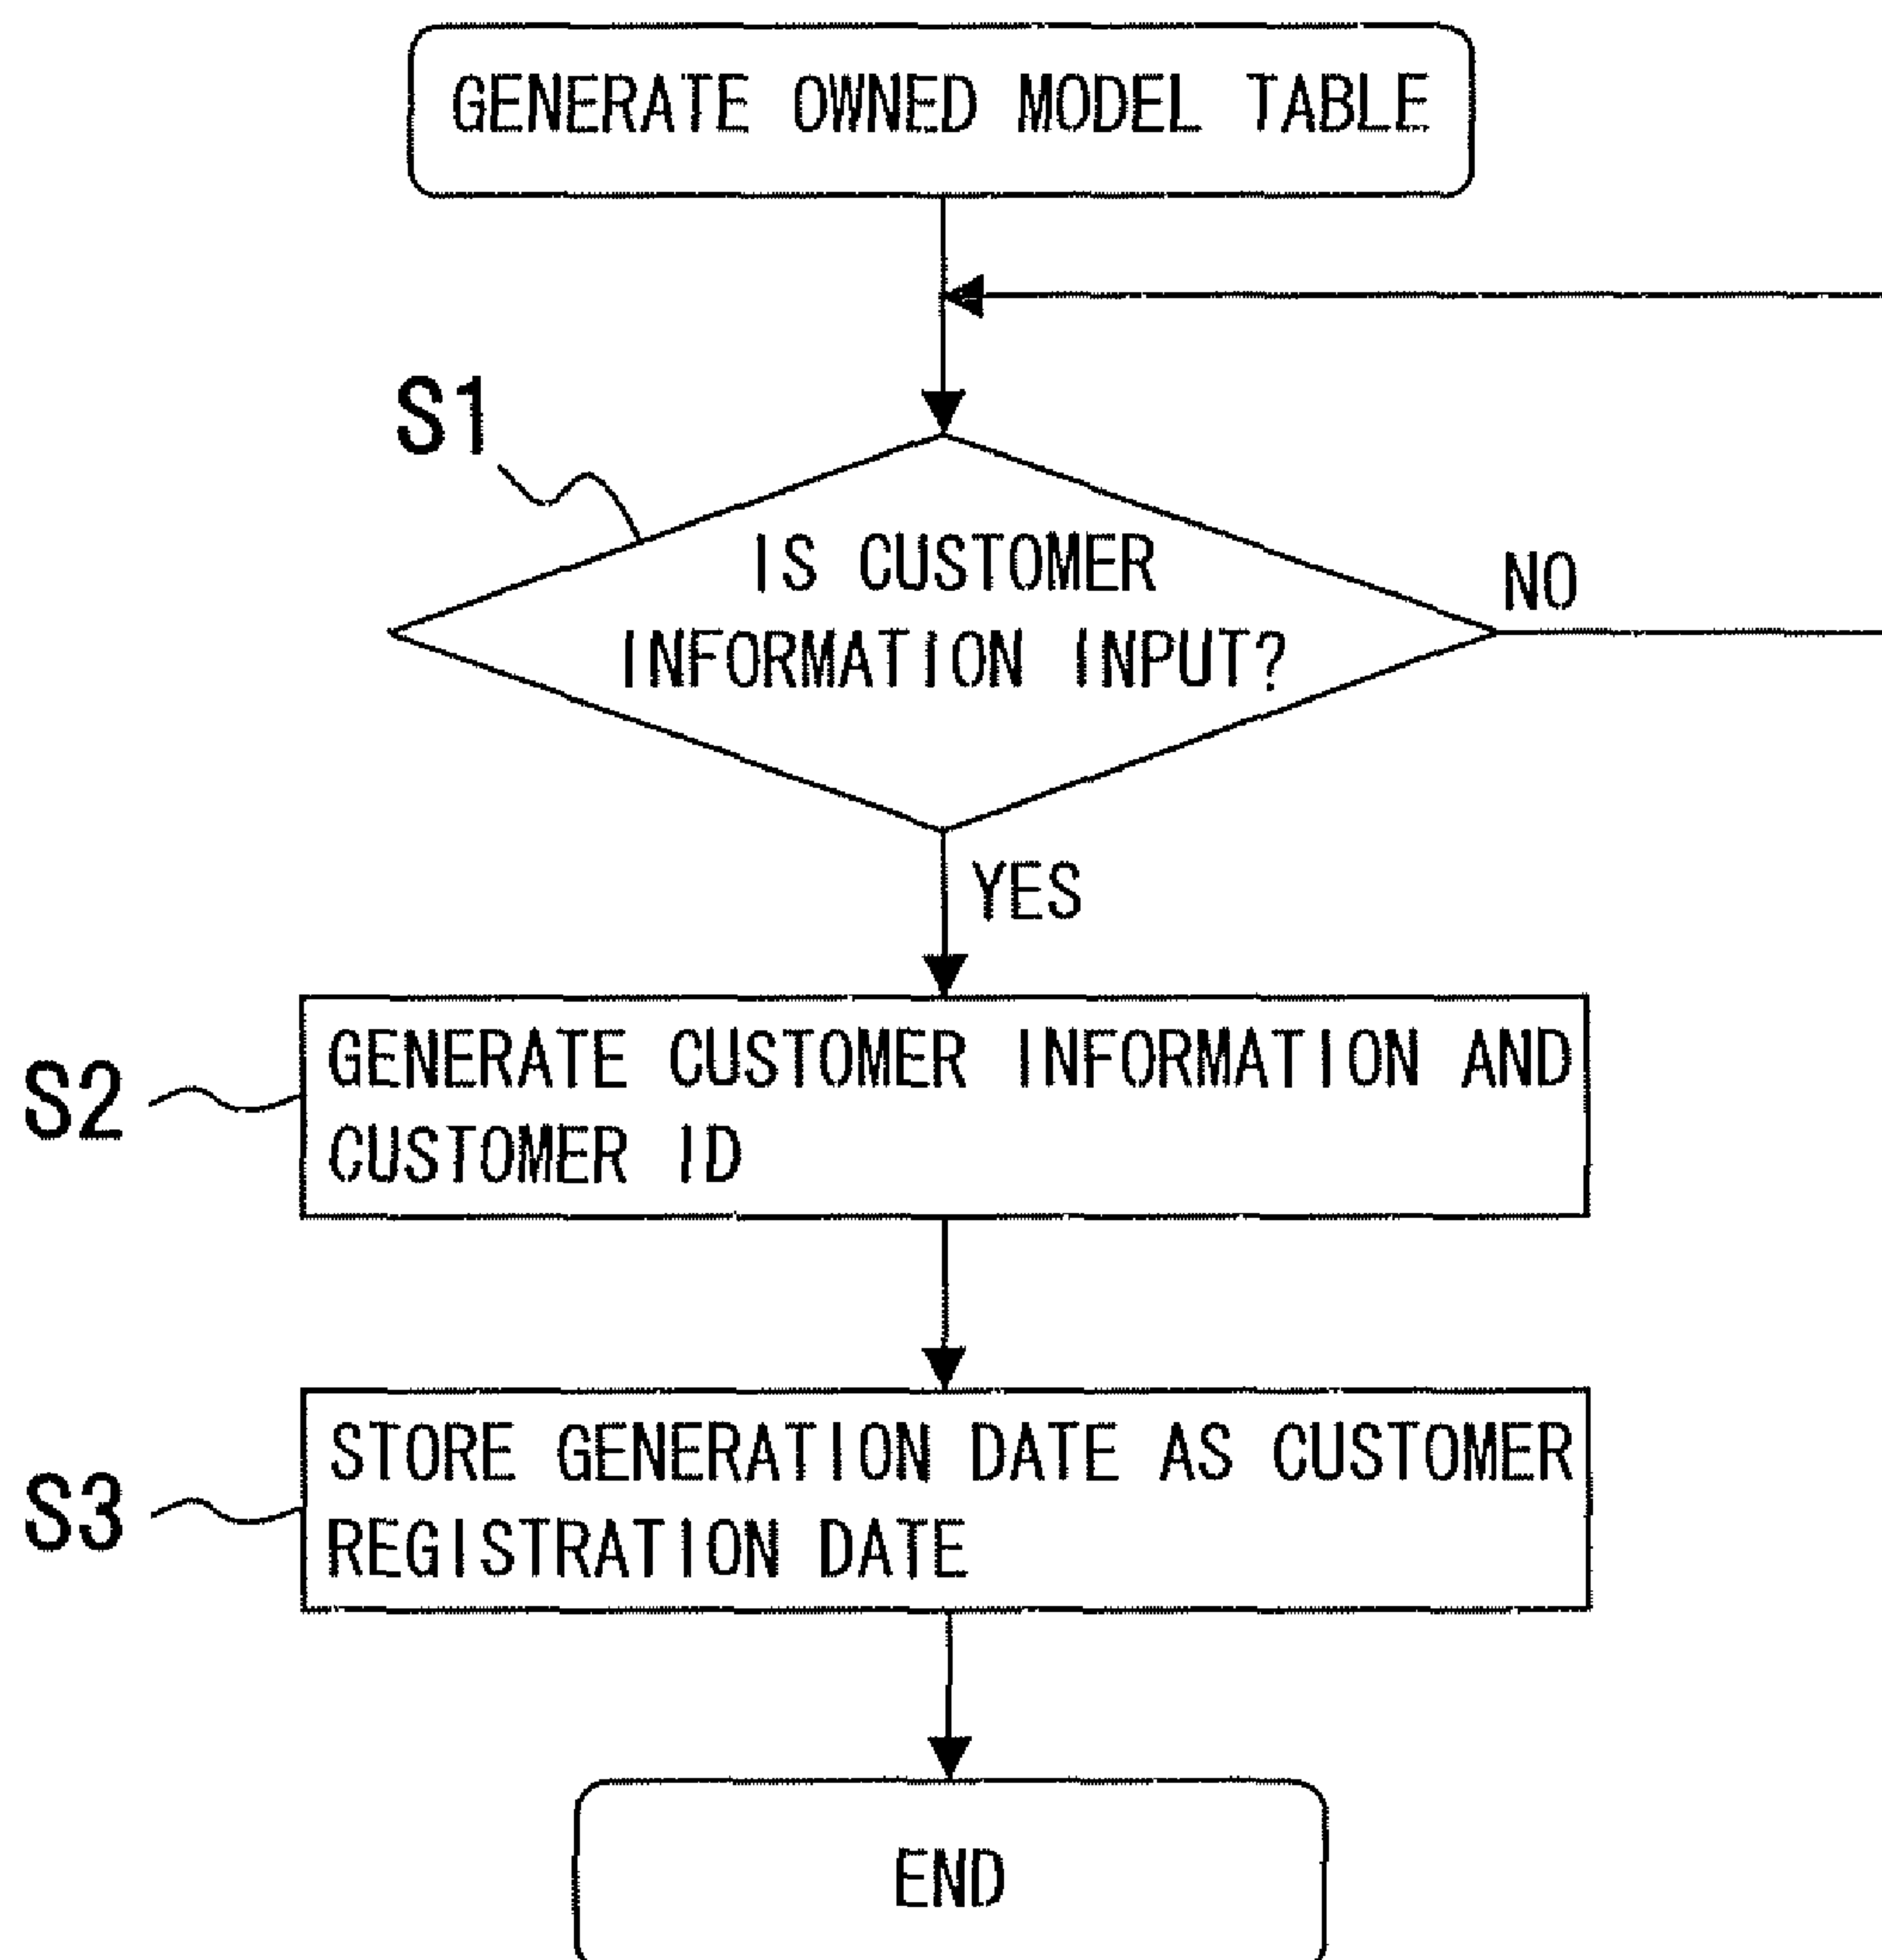 GENERATE OWNED MODEL TABLE
S1
IS CUSTOMER
INFORMATION INPUT?
NO
YES
S2
GENERATE CUSTOMER INFORMATION AND
CUSTOMER ID
S3
STORE GENERATION DATE AS CUSTOMER
REGISTRATION DATE
END